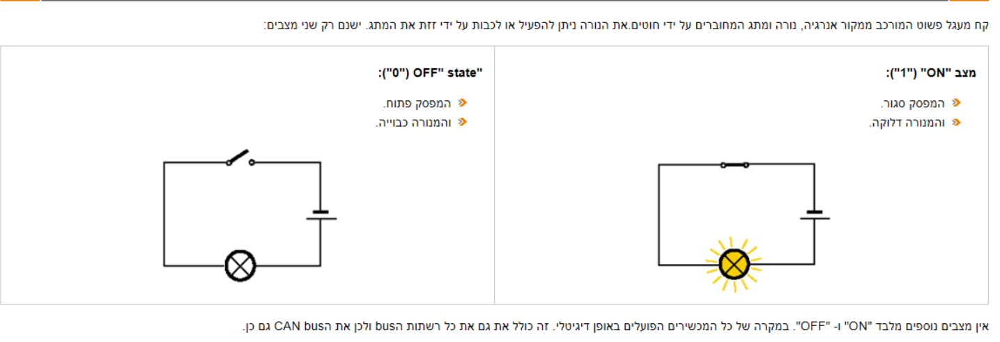 קח מעגל פשוט המורכב ממקור אנרגיה, נורה ומתג המחוברים על ידי חוטים.את הנורה ניתן להפעיל או לכבות על ידי זזת את המתג. ישנם רק שני מצבים:
מצב "ON" ("1"):
המפסק סגור.
והמנורה דלוקה.
"OFF" state ("0"):
המפסק פתוח.
והמנורה כבוייה.
אין מצבים נוספים מלבד "ON" ו- "OFF". במקרה של כל המכשירים הפועלים באופן דיגיטלי. זה כולל את גם את כל רשתות הbus ולכן את הCAN bus גם כן.